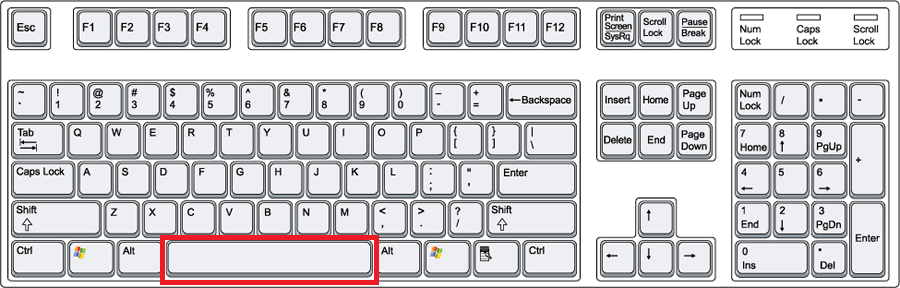 Esc F1 F2 F3 F4 F5 F6 F7 F8 F9 F10 F11 F12 Print Screen SysRq Scroll Lock Pause Break Num Lock Caps Lock Scroll Lock
~ ` ! 1 @ 2 # 3 $ 4 % 5 ^ 6 & 7 * 8 ( 9 ) 0 – - + = ←Backspace Insert Home Page Up Num Lock / * -
Tab Q W E R T Y U I O P { [ } ] | \ Delete End Page Down 7 Home 8 ↑ 9 PgUp +
Caps Lock A S D F G H J K L : ; " ' Enter 4 ← 5 6 →
Shift Z X C V B N M < , > . ? / Shift ↑ 1 End 2 ↓ 3 PgDn Enter
Ctrl Alt Alt Ctrl ← ↓ → 0 Ins . Del